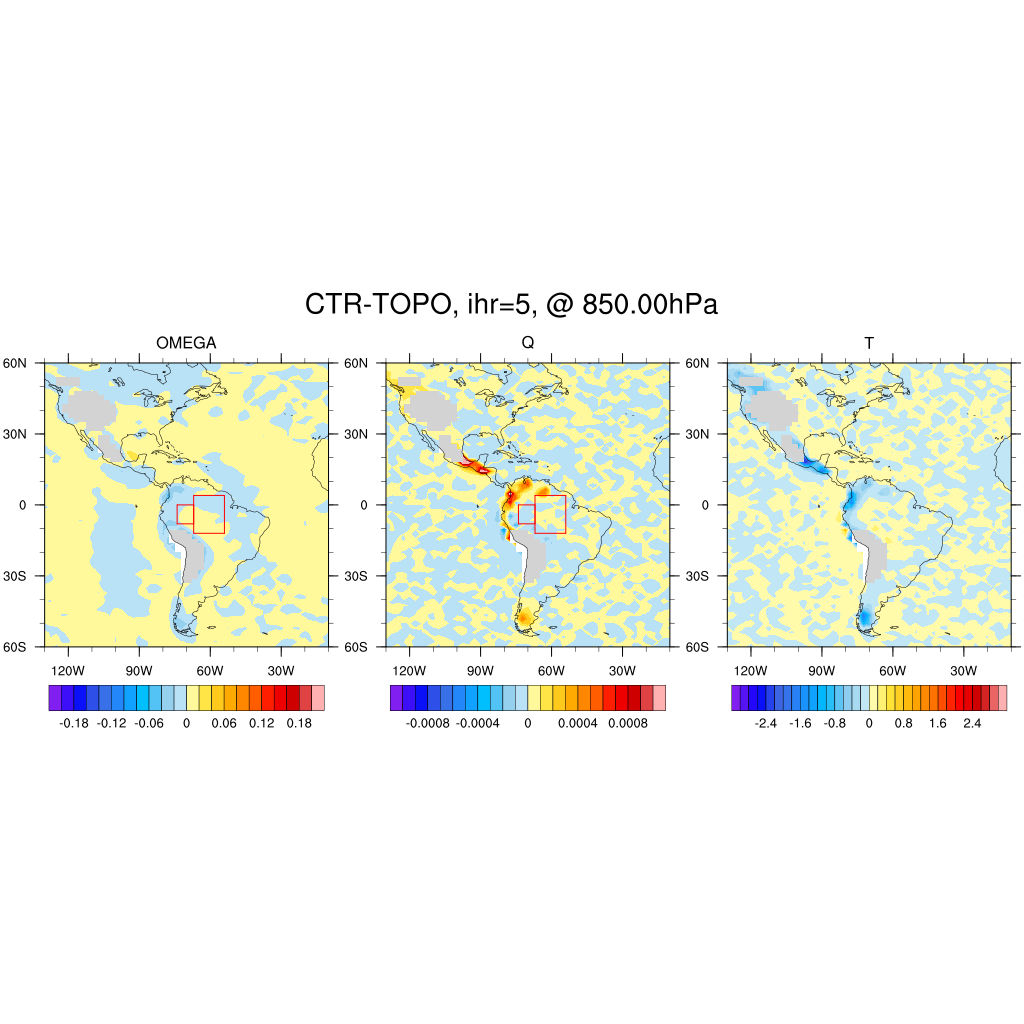 CTR-TOPO, ihr=5, @ 850.00hPa
OMEGA Q T
60N 60N 60N
30N 30N 30N
0 0 0
30S 30S 30S
60S 60S 60S
120W 90W 60W 30W 120W 90W 60W 30W 120W 90W 60W 30W
-0.18 -0.12 -0.06 0 0.06 0.12 0.18 -0.0008 -0.0004 0 0.0004 0.0008 -2.4 -1.6 -0.8 0 0.8 1.6 2.4